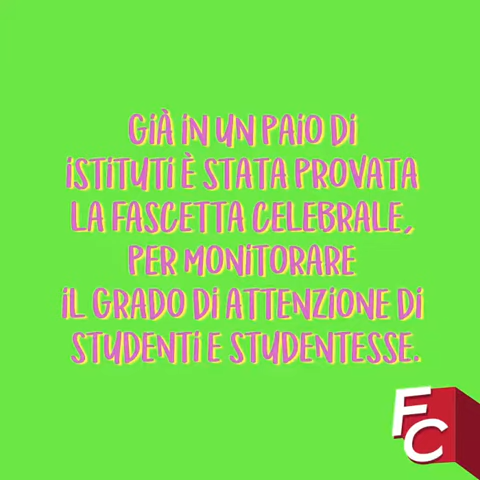 GIÀ IN UN PAIO DI
ISTITUTI È STATA PROVATA
LA FASCETTA CELEBRALE,
PER MONITORARE
IL GRADO DI ATTENZIONE DI
STUDENTI E STUDENTESSE.
FC